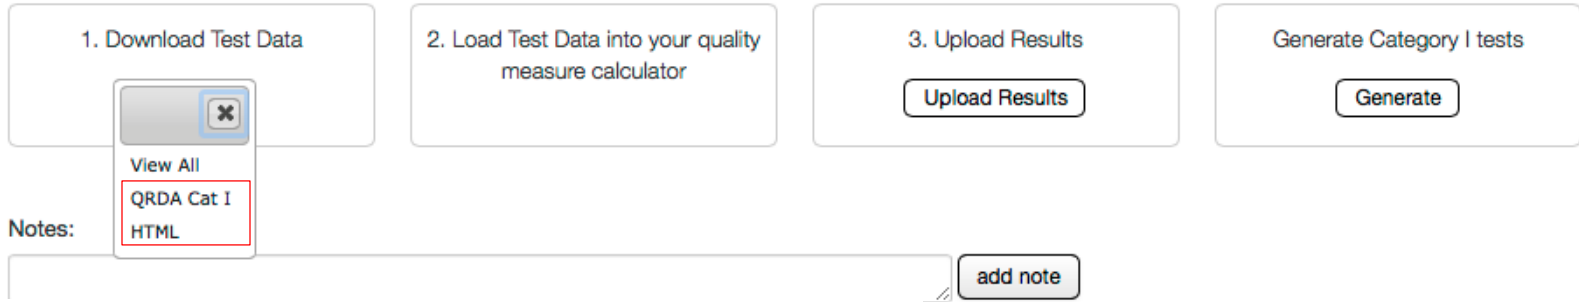 1. Download Test Data
2. Load Test Data into your quality
measure calculator
3. Upload Results
Upload Results
Generate Category I tests
Generate
View All
QRDA Cat I
HTML
Notes:
add note